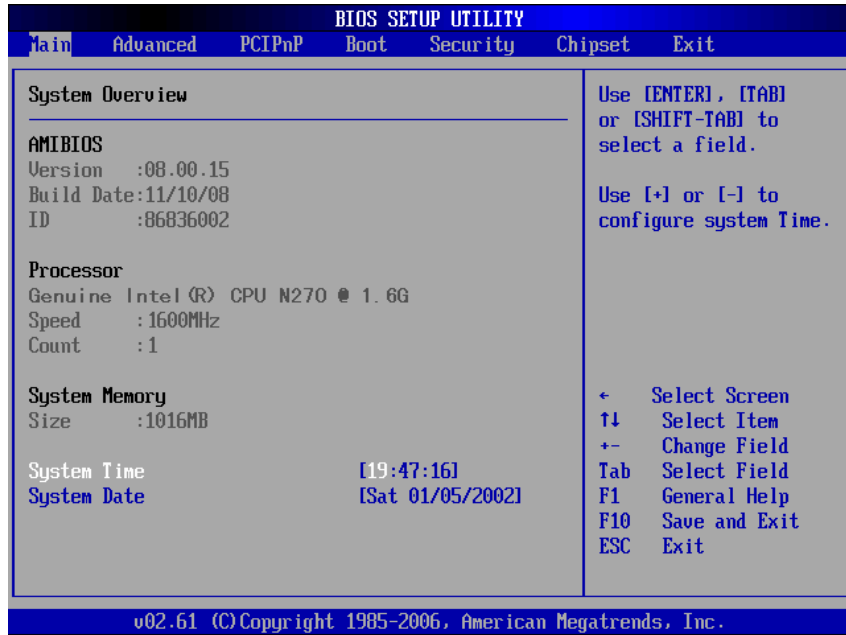 BIOS SETUP UTILITY
Main Advanced PCIPnP Boot Security Chipset Exit
System Overview
AMIBIOS
Version :08.00.15
Build Date:11/10/08
ID :86836002
Processor
Genuine Intel(R) CPU N270 @ 1.6G
Speed :1600MHz
Count :1
System Memory
Size :1016MB
System Time [19:47:16]
System Date [Sat 01/05/2002]
Use [ENTER], [TAB]
or [SHIFT-TAB] to
select a field.
Use [+] or [-] to
configure system Time.
← Select Screen
↑↓ Select Item
+- Change Field
Tab Select Field
F1 General Help
F10 Save and Exit
ESC Exit
v02.61 (C)Copyright 1985-2006, American Megatrends, Inc.